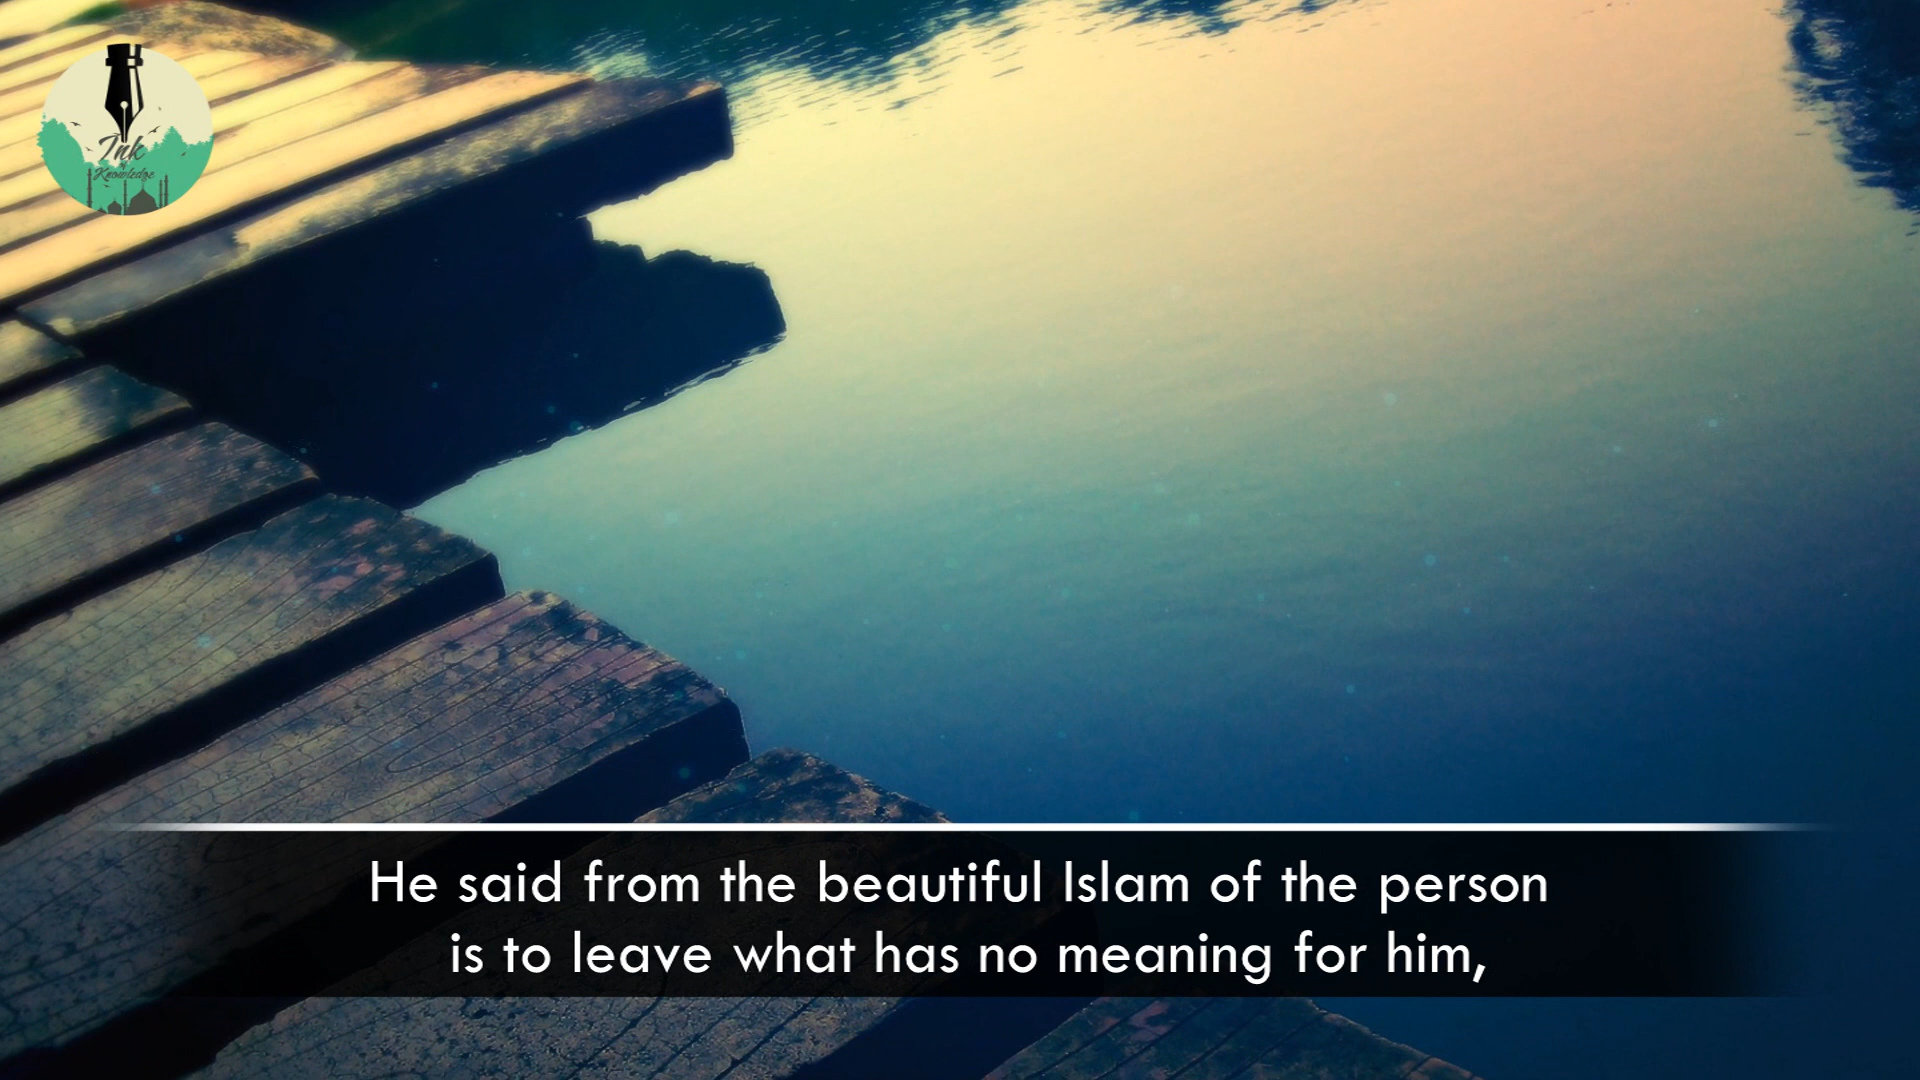 Ink
of
Knowledge
He said from the beautiful Islam of the person
is to leave what has no meaning for him,